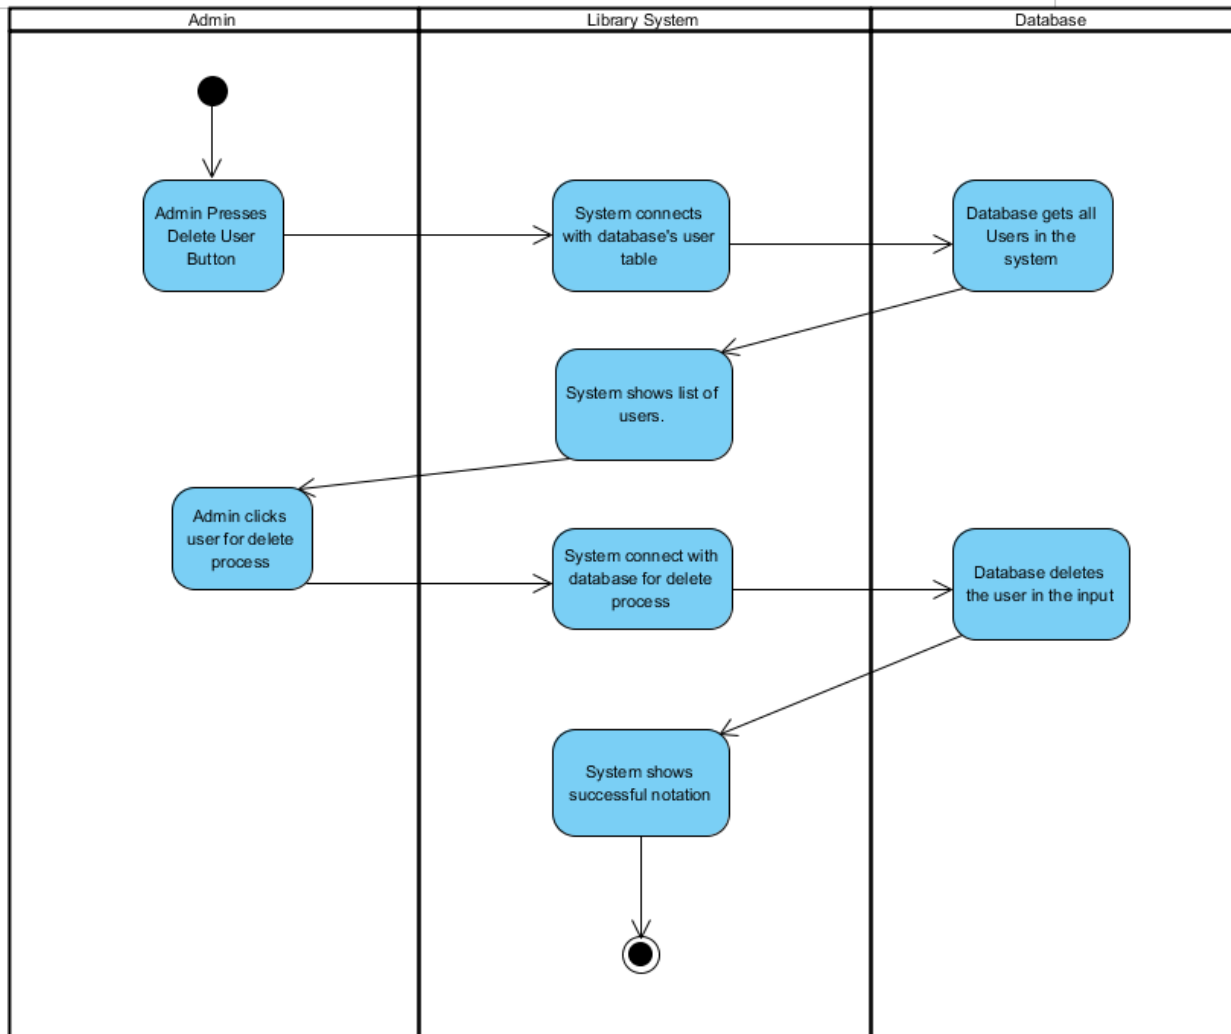 Admin
Library System
Database
Admin Presses
Delete User
Button
System connects
with database's user
table
Database gets all
Users in the
system
System shows list of
users.
Admin clicks
user for delete
process
System connect with
database for delete
process
Database deletes
the user in the input
System shows
successful notation